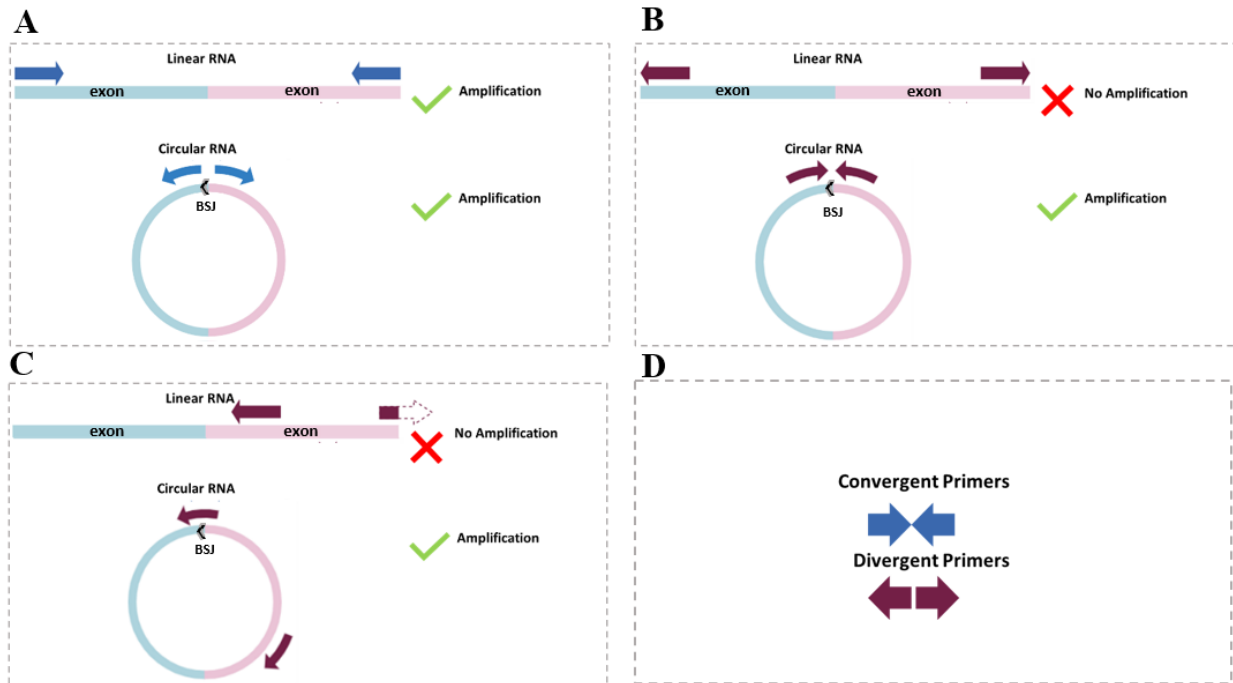 A
Linear RNA
exon exon
Amplification
Circular RNA
BSJ
Amplification
B
Linear RNA
exon exon
No Amplification
Circular RNA
BSJ
Amplification
C
Linear RNA
exon exon
No Amplification
Circular RNA
BSJ
Amplification
D
Convergent Primers
Divergent Primers